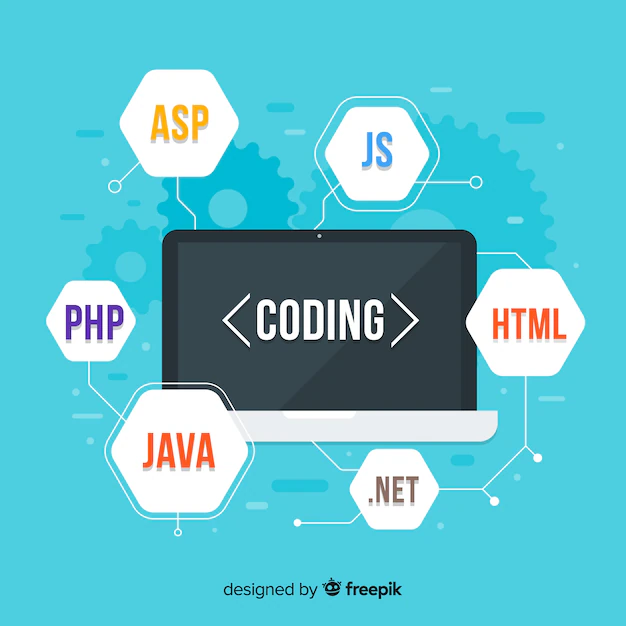 ASP
JS
<CODING>
PHP
HTML
JAVA
.NET
designed by freepik